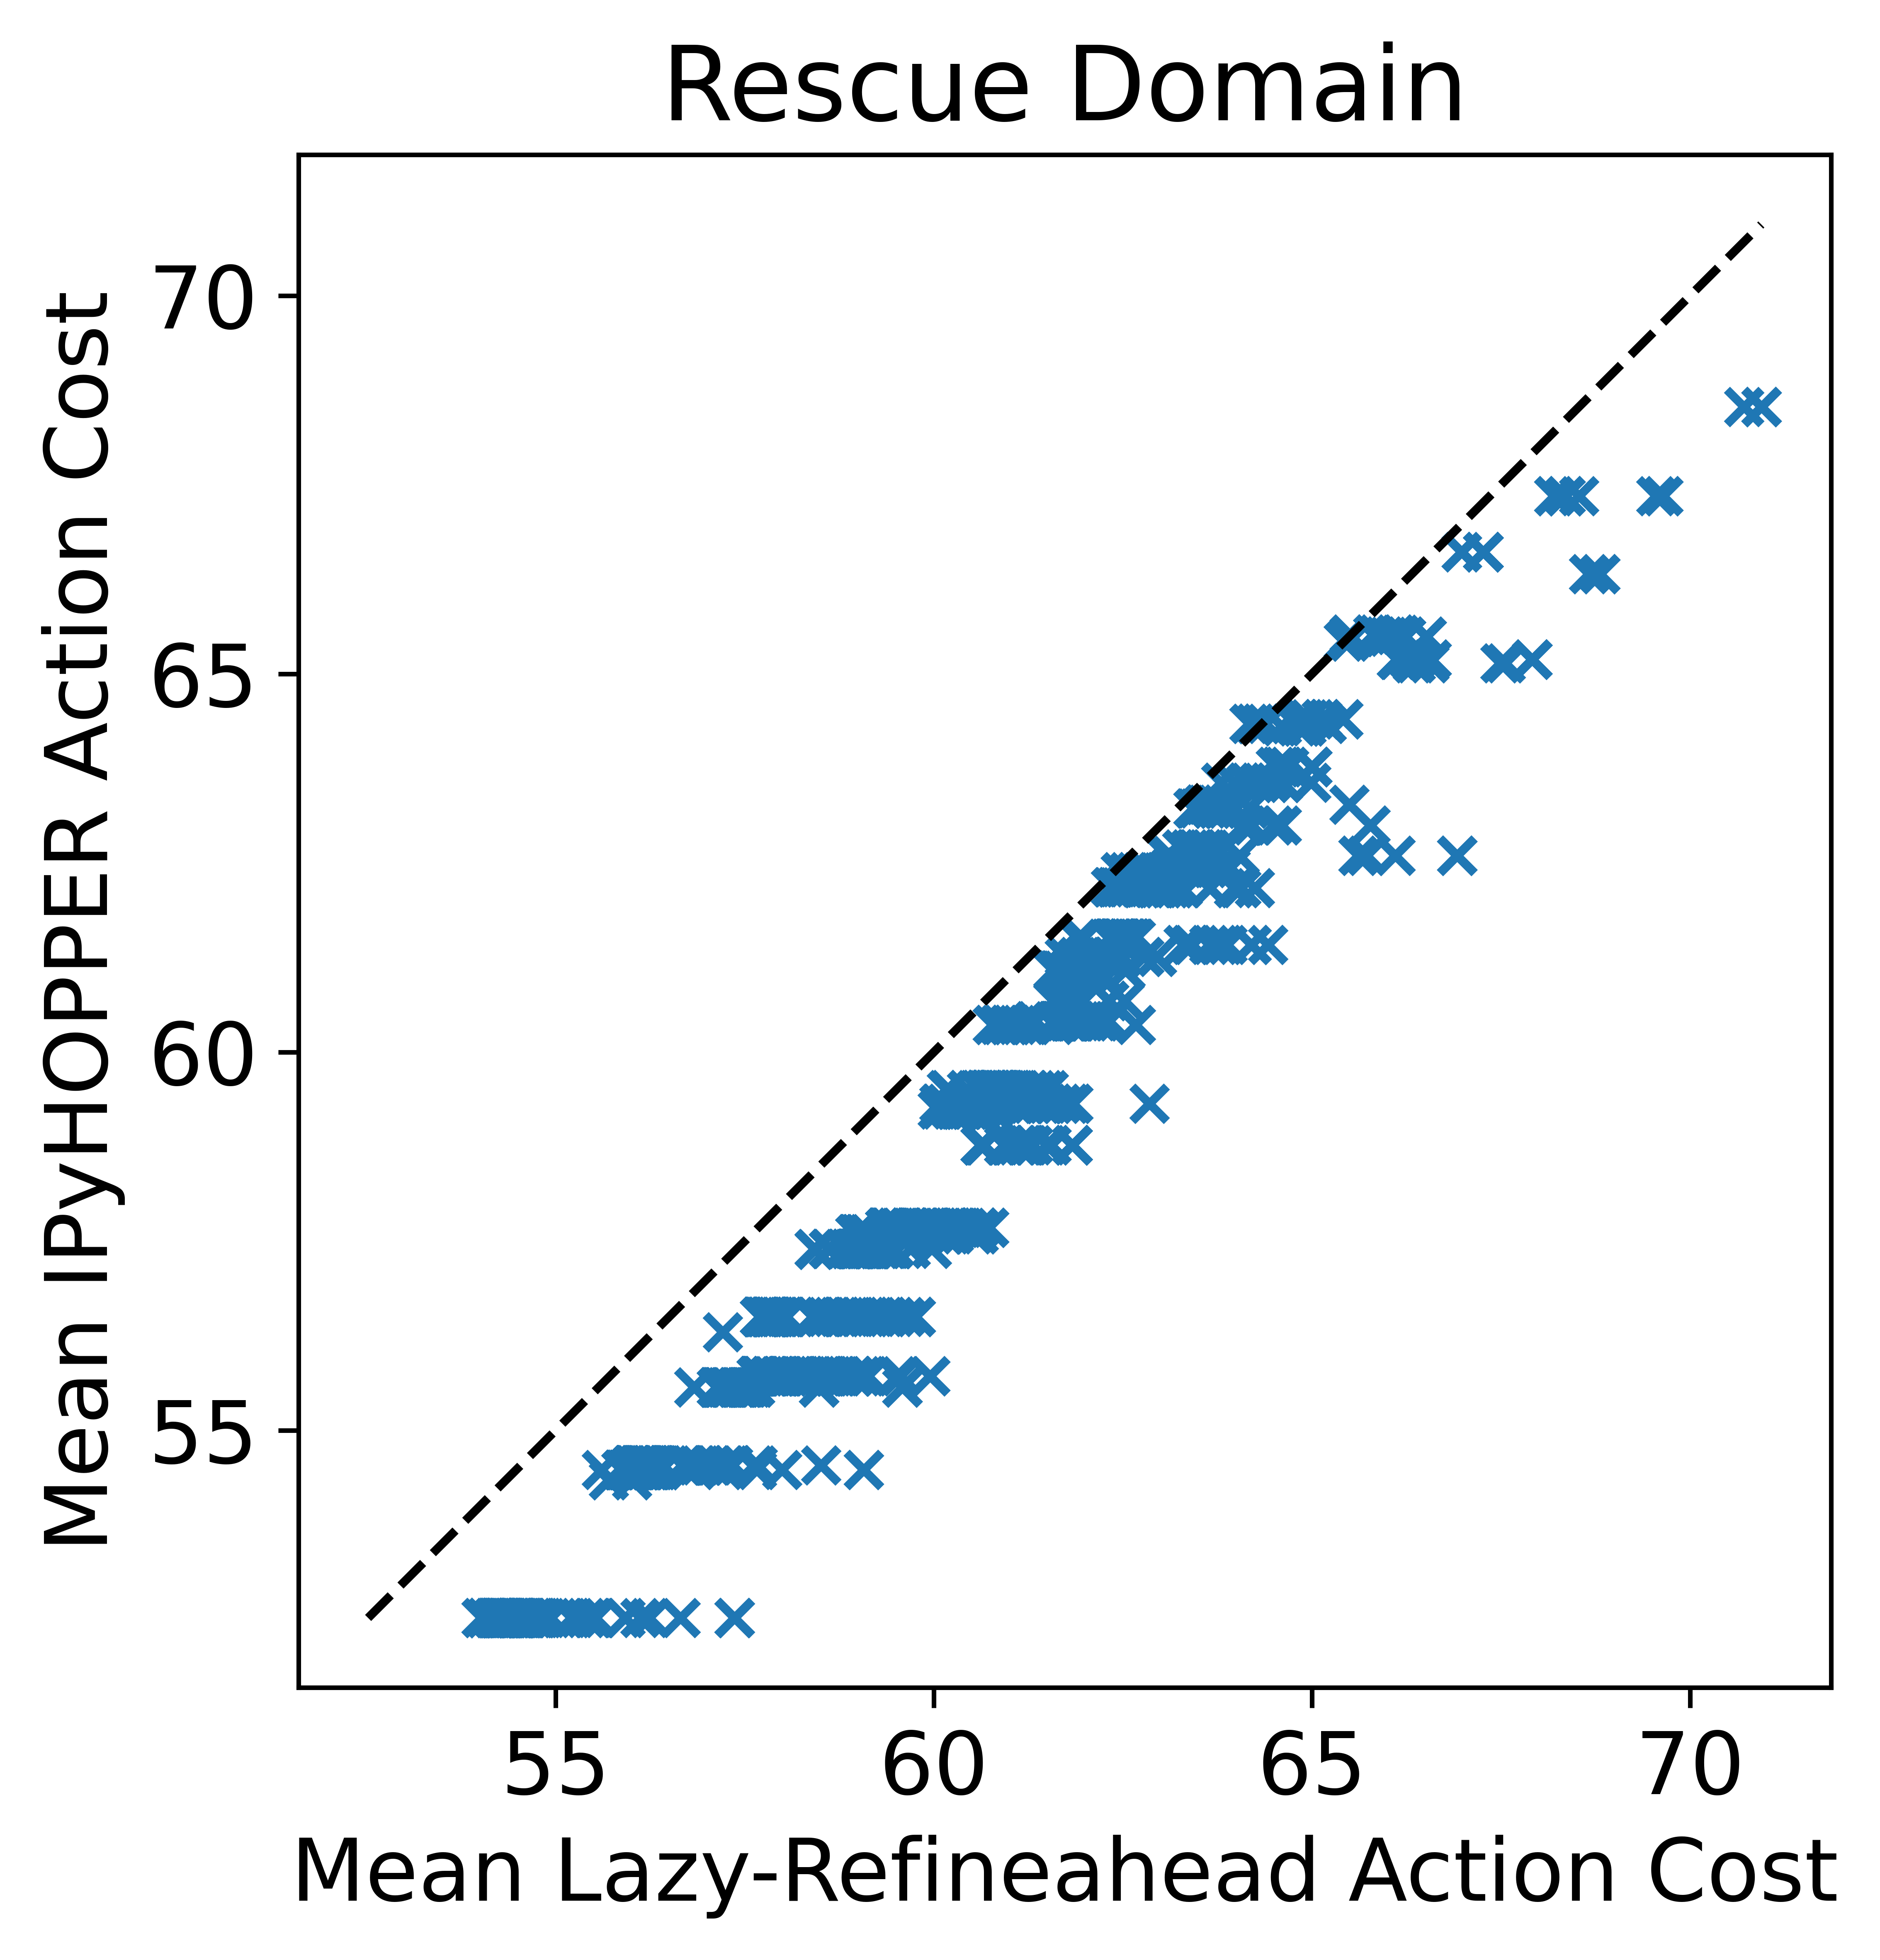 Rescue Domain
Mean IPyHOPPER Action Cost
70
65
60
55
55 60 65 70
Mean Lazy-Refineahead Action Cost